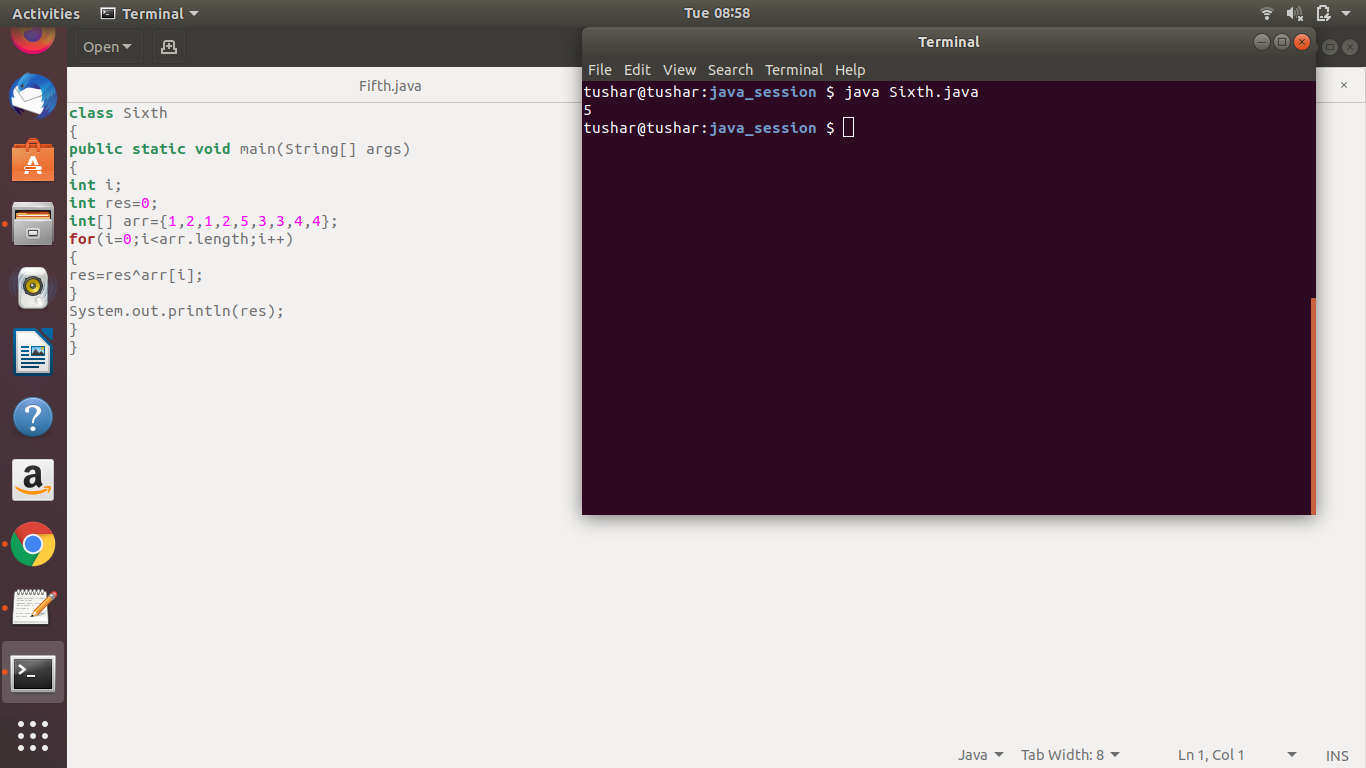 Activities Terminal Tue 08:58
Open
Fifth.java
class Sixth
{
public static void main(String[] args)
{
int i;
int res=0;
int[] arr={1,2,1,2,5,3,3,4,4};
for(i=0;i<arr.length;i++)
{
res=res^arr[i];
}
System.out.println(res);
}
}
Terminal
File Edit View Search Terminal Help
tushar@tushar:java_session $ java Sixth.java
5
tushar@tushar:java_session $
Java Tab Width: 8 Ln 1, Col 1 INS